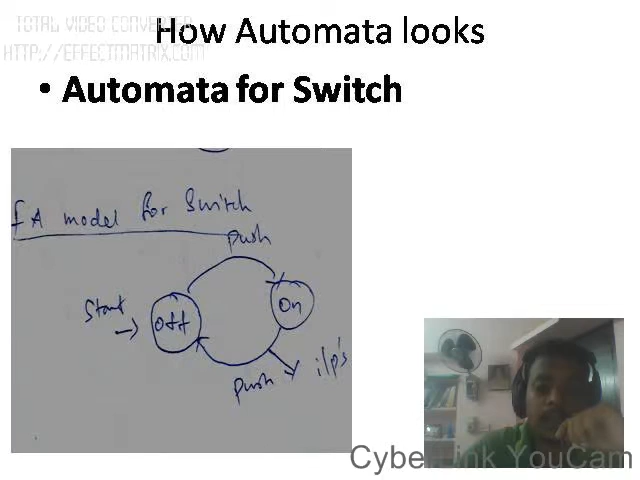 TOTAL VIDEO CONVERTER
HTTP://EFFECTMATRIX.COM
How Automata looks
• Automata for Switch
FA model for Switch
push
Start
Off
On
push
i/p's
CyberLink YouCam